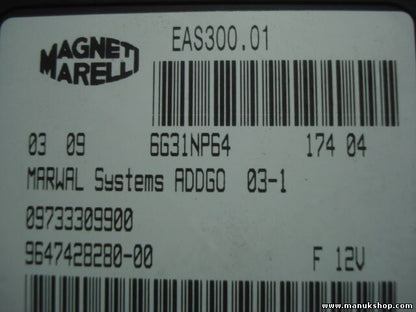 MAGNETI
MARELLI
EAS300.01
03 09 6G31NP64 174 04
MARWAL Systems ADDGO 03-1
09733309900
9647428280-00 F 12V
www.manukshop.com